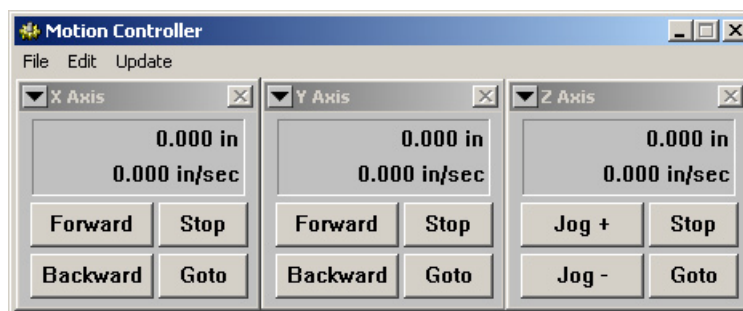 Motion Controller
File Edit Update
X Axis
0.000 in
0.000 in/sec
Forward Stop
Backward Goto
Y Axis
0.000 in
0.000 in/sec
Forward Stop
Backward Goto
Z Axis
0.000 in
0.000 in/sec
Jog + Stop
Jog - Goto